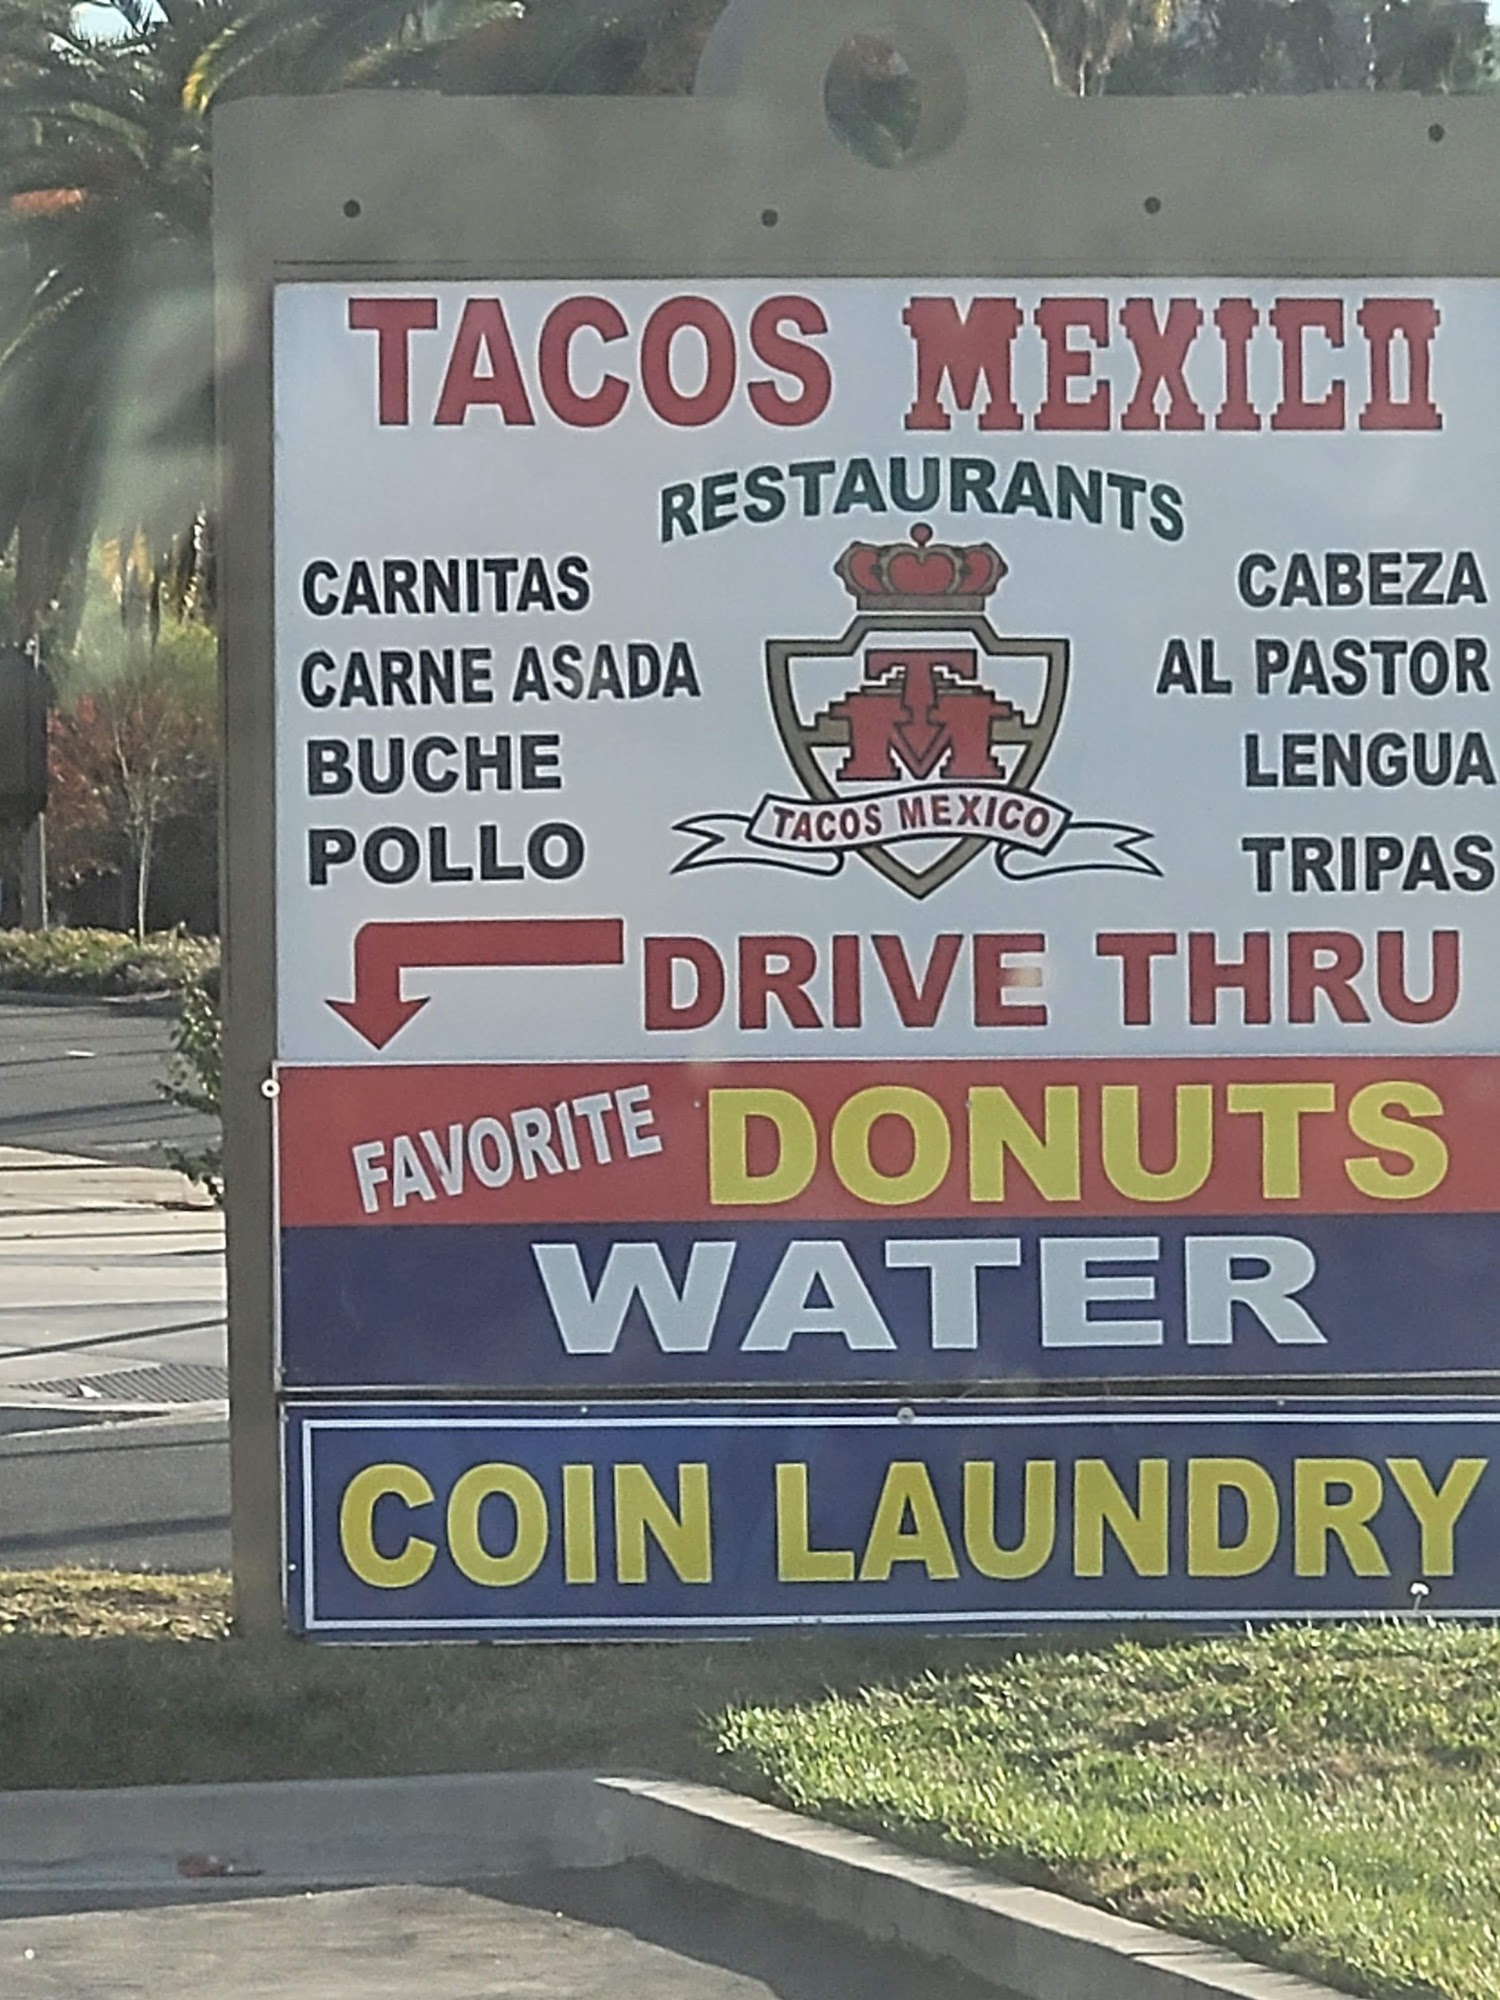 TACOS MEXICO
RESTAURANTS
CARNITAS
CARNE ASADA
BUCHE
POLLO
TM
TACOS MEXICO
CABEZA
AL PASTOR
LENGUA
TRIPAS
DRIVE THRU
FAVORITE DONUTS
WATER
COIN LAUNDRY